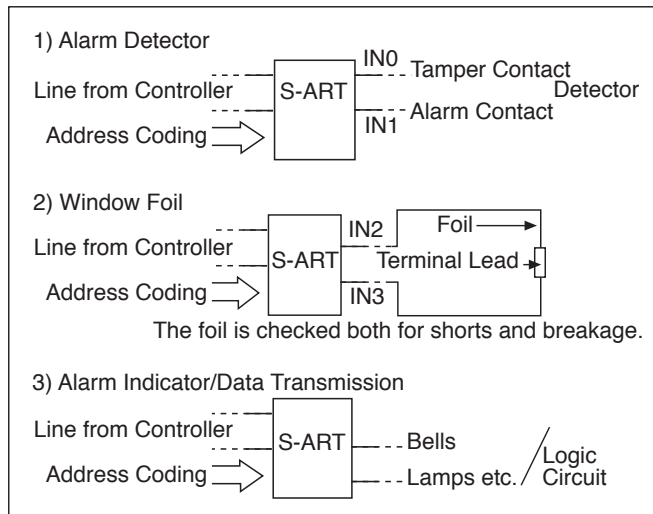 1) Alarm Detector
IN0
Tamper Contact
Line from Controller
S-ART
Detector
Alarm Contact
IN1
Address Coding
2) Window Foil
IN2
Foil
Line from Controller
S-ART
Terminal Lead
Address Coding
IN3
The foil is checked both for shorts and breakage.
3) Alarm Indicator/Data Transmission
Line from Controller
S-ART
Bells
Logic
Address Coding
Lamps etc.
Circuit